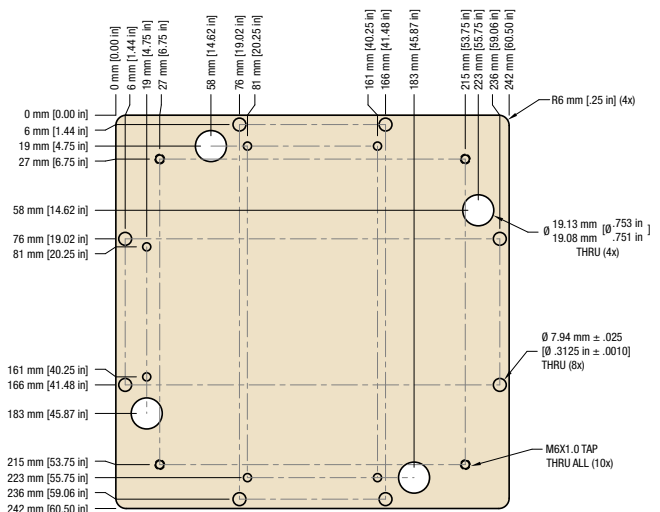 0 mm [0.00 in]
6 mm [1.44 in]
19 mm [4.75 in]
27 mm [6.75 in]
58 mm [14.62 in]
76 mm [19.02 in]
81 mm [20.25 in]
161 mm [40.25 in]
166 mm [41.48 in]
183 mm [45.87 in]
215 mm [53.75 in]
223 mm [55.75 in]
236 mm [59.06 in]
242 mm [60.50 in]
R6 mm [.25 in] (4x)
0 mm [0.00 in]
6 mm [1.44 in]
19 mm [4.75 in]
27 mm [6.75 in]
58 mm [14.62 in]
76 mm [19.02 in]
81 mm [20.25 in]
161 mm [40.25 in]
166 mm [41.48 in]
183 mm [45.87 in]
215 mm [53.75 in]
223 mm [55.75 in]
236 mm [59.06 in]
242 mm [60.50 in]
Ø 19.13 mm [Ø .753 in
19.08 mm .751 in ]
THRU (4x)
Ø 7.94 mm ± .025
[Ø .3125 in ± .0010]
THRU (8x)
M6X1.0 TAP
THRU ALL (10x)